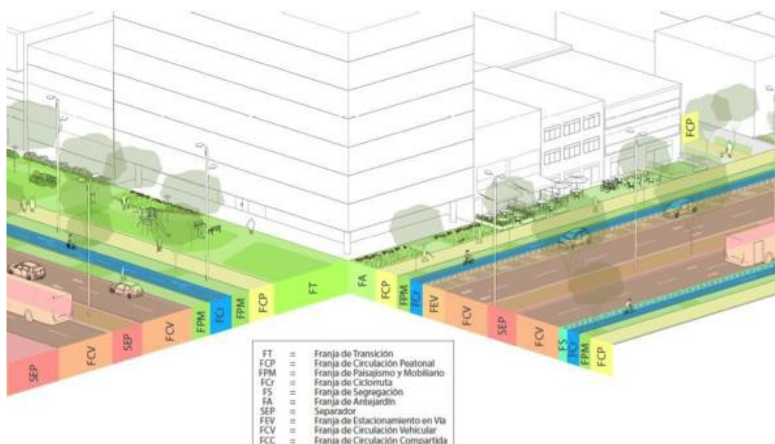 FCP
SEP
FCV
SEP
FCV
FPM
FCr
FPM
FCP
FT
FA
FCP
FPM
FCr
FEV
FCV
SEP
FCV
FS
FCr
FPM
FCP
FT = Franja de Transición
FCP = Franja de Circulación Peatonal
FPM = Franja de Paisajismo y Mobiliario
FCr = Franja de Cicloruta
FS = Franja de Segregación
FA = Franja de Antejardín
SEP = Separador
FEV = Franja de Estacionamiento en Vía
FCV = Franja de Circulación Vehicular
FCC = Franja de Circulación Compartida